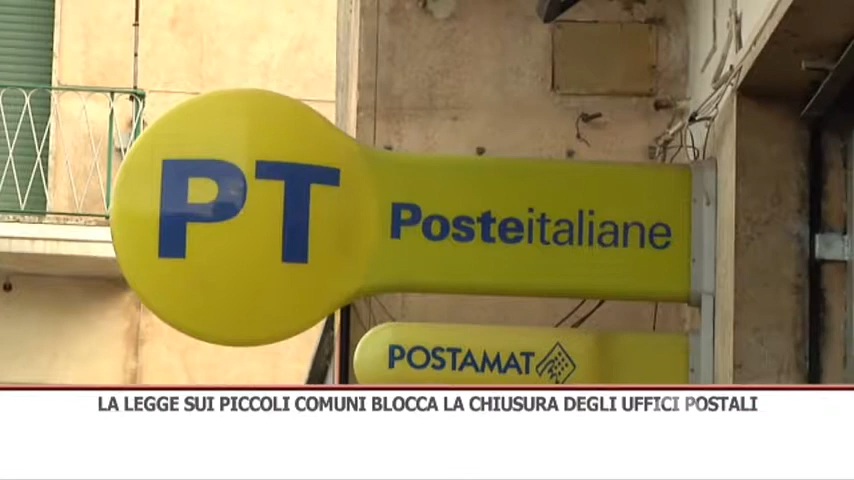 PT Posteitaliane
POSTAMAT
LA LEGGE SUI PICCOLI COMUNI BLOCCA LA CHIUSURA DEGLI UFFICI POSTALI